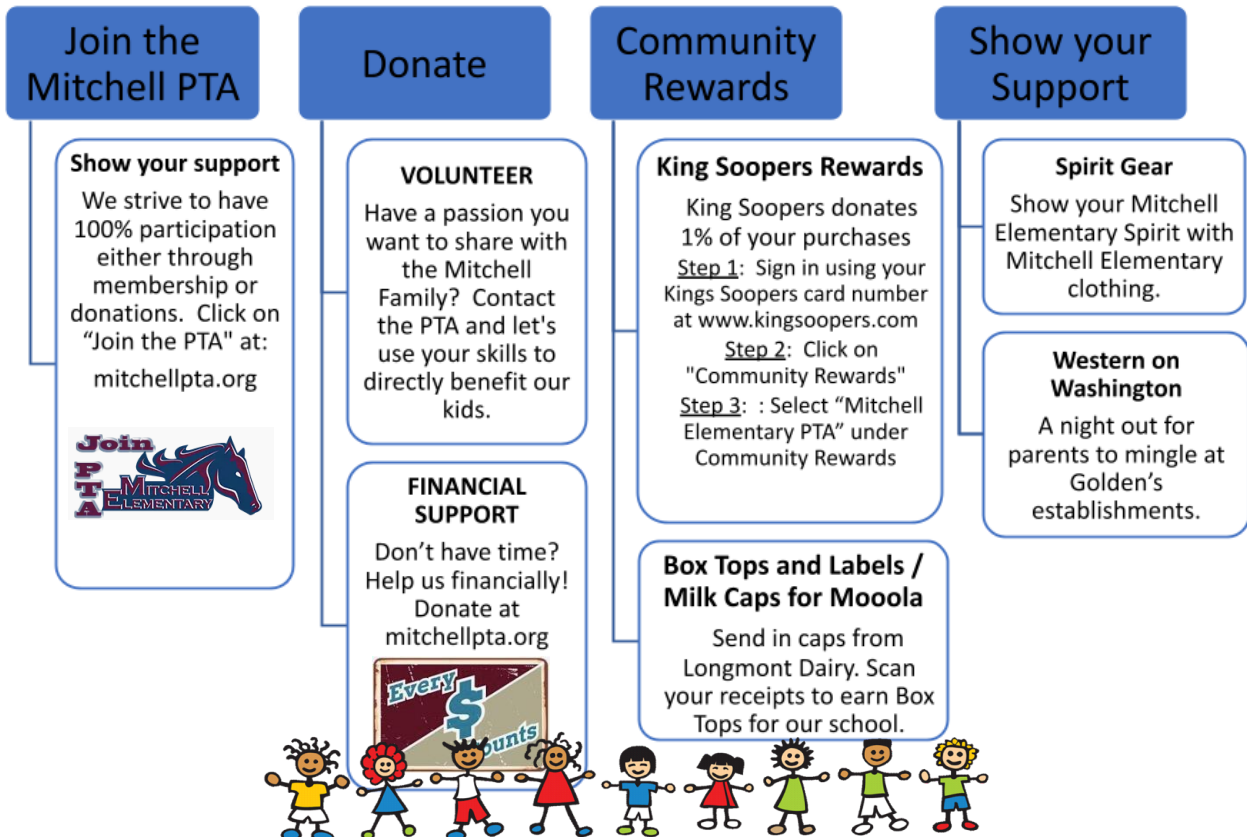 Join the
Mitchell PTA
Show your support
We strive to have
100% participation
either through
membership or
donations.  Click on
“Join the PTA" at:
mitchellpta.org
Join
PTA
MITCHELL
ELEMENTARY
Donate
VOLUNTEER
Have a passion you
want to share with
the Mitchell
Family?  Contact
the PTA and let's
use your skills to
directly benefit our
kids.
FINANCIAL
SUPPORT
Don’t have time?
Help us financially!
Donate at
mitchellpta.org
Every
$
ounts
Community
Rewards
King Soopers Rewards
King Soopers donates
1% of your purchases
Step 1:  Sign in using your
Kings Soopers card number
at www.kingsoopers.com
Step 2:  Click on
"Community Rewards"
Step 3:  : Select “Mitchell
Elementary PTA” under
Community Rewards
Box Tops and Labels /
Milk Caps for Mooola
Send in caps from
Longmont Dairy. Scan
your receipts to earn Box
Tops for our school.
Show your
Support
Spirit Gear
Show your Mitchell
Elementary Spirit with
Mitchell Elementary
clothing.
Western on
Washington
A night out for
parents to mingle at
Golden’s
establishments.